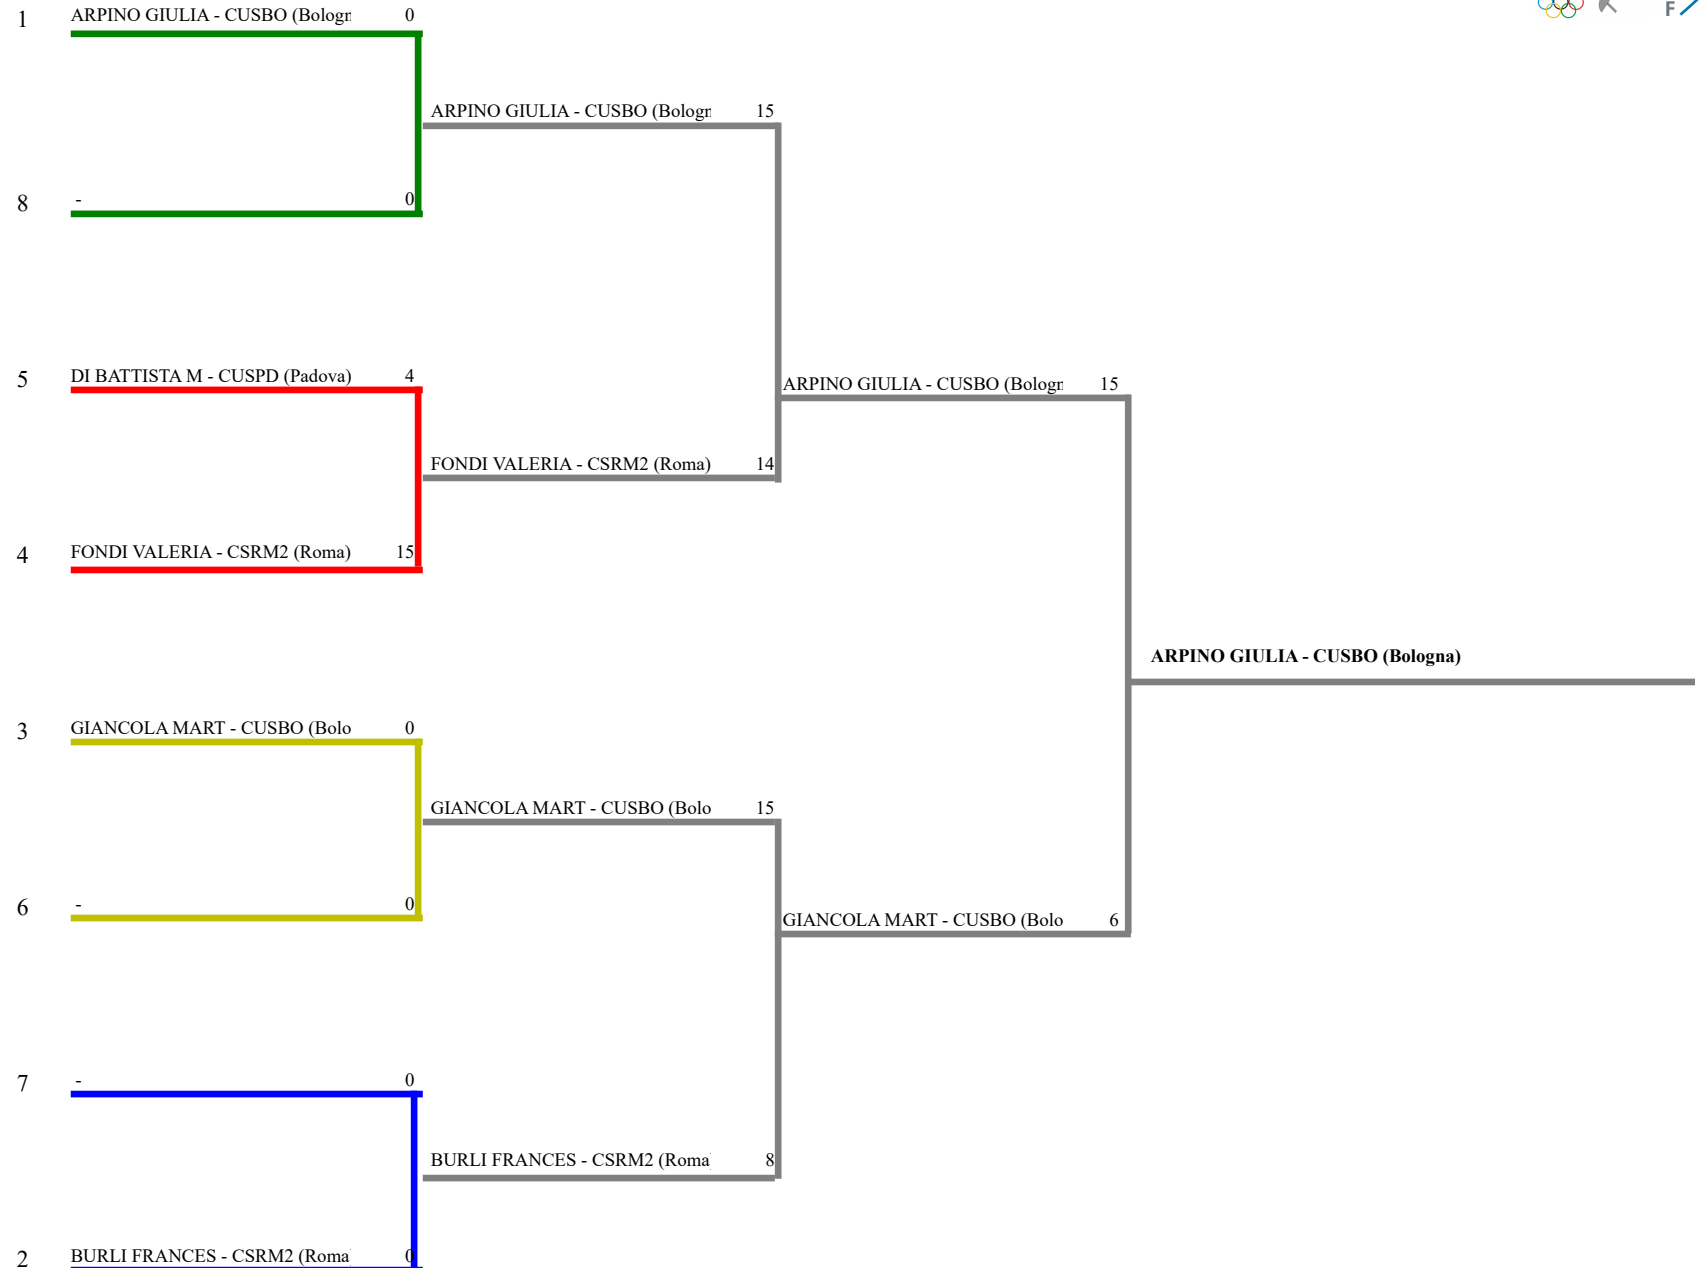 1 ARPINO GIULIA - CUSBO (Bologn 0
F
ARPINO GIULIA - CUSBO (Bologn 15
8 - 0
5 DI BATTISTA M - CUSPD (Padova) 4
ARPINO GIULIA - CUSBO (Bologn 15
FONDI VALERIA - CSRM2 (Roma) 14
4 FONDI VALERIA - CSRM2 (Roma) 15
ARPINO GIULIA - CUSBO (Bologna)
3 GIANCOLA MART - CUSBO (Bolo 0
GIANCOLA MART - CUSBO (Bolo 15
6 - 0
GIANCOLA MART - CUSBO (Bolo 6
7 - 0
BURLI FRANCES - CSRM2 (Roma 8
2 BURLI FRANCES - CSRM2 (Roma 0